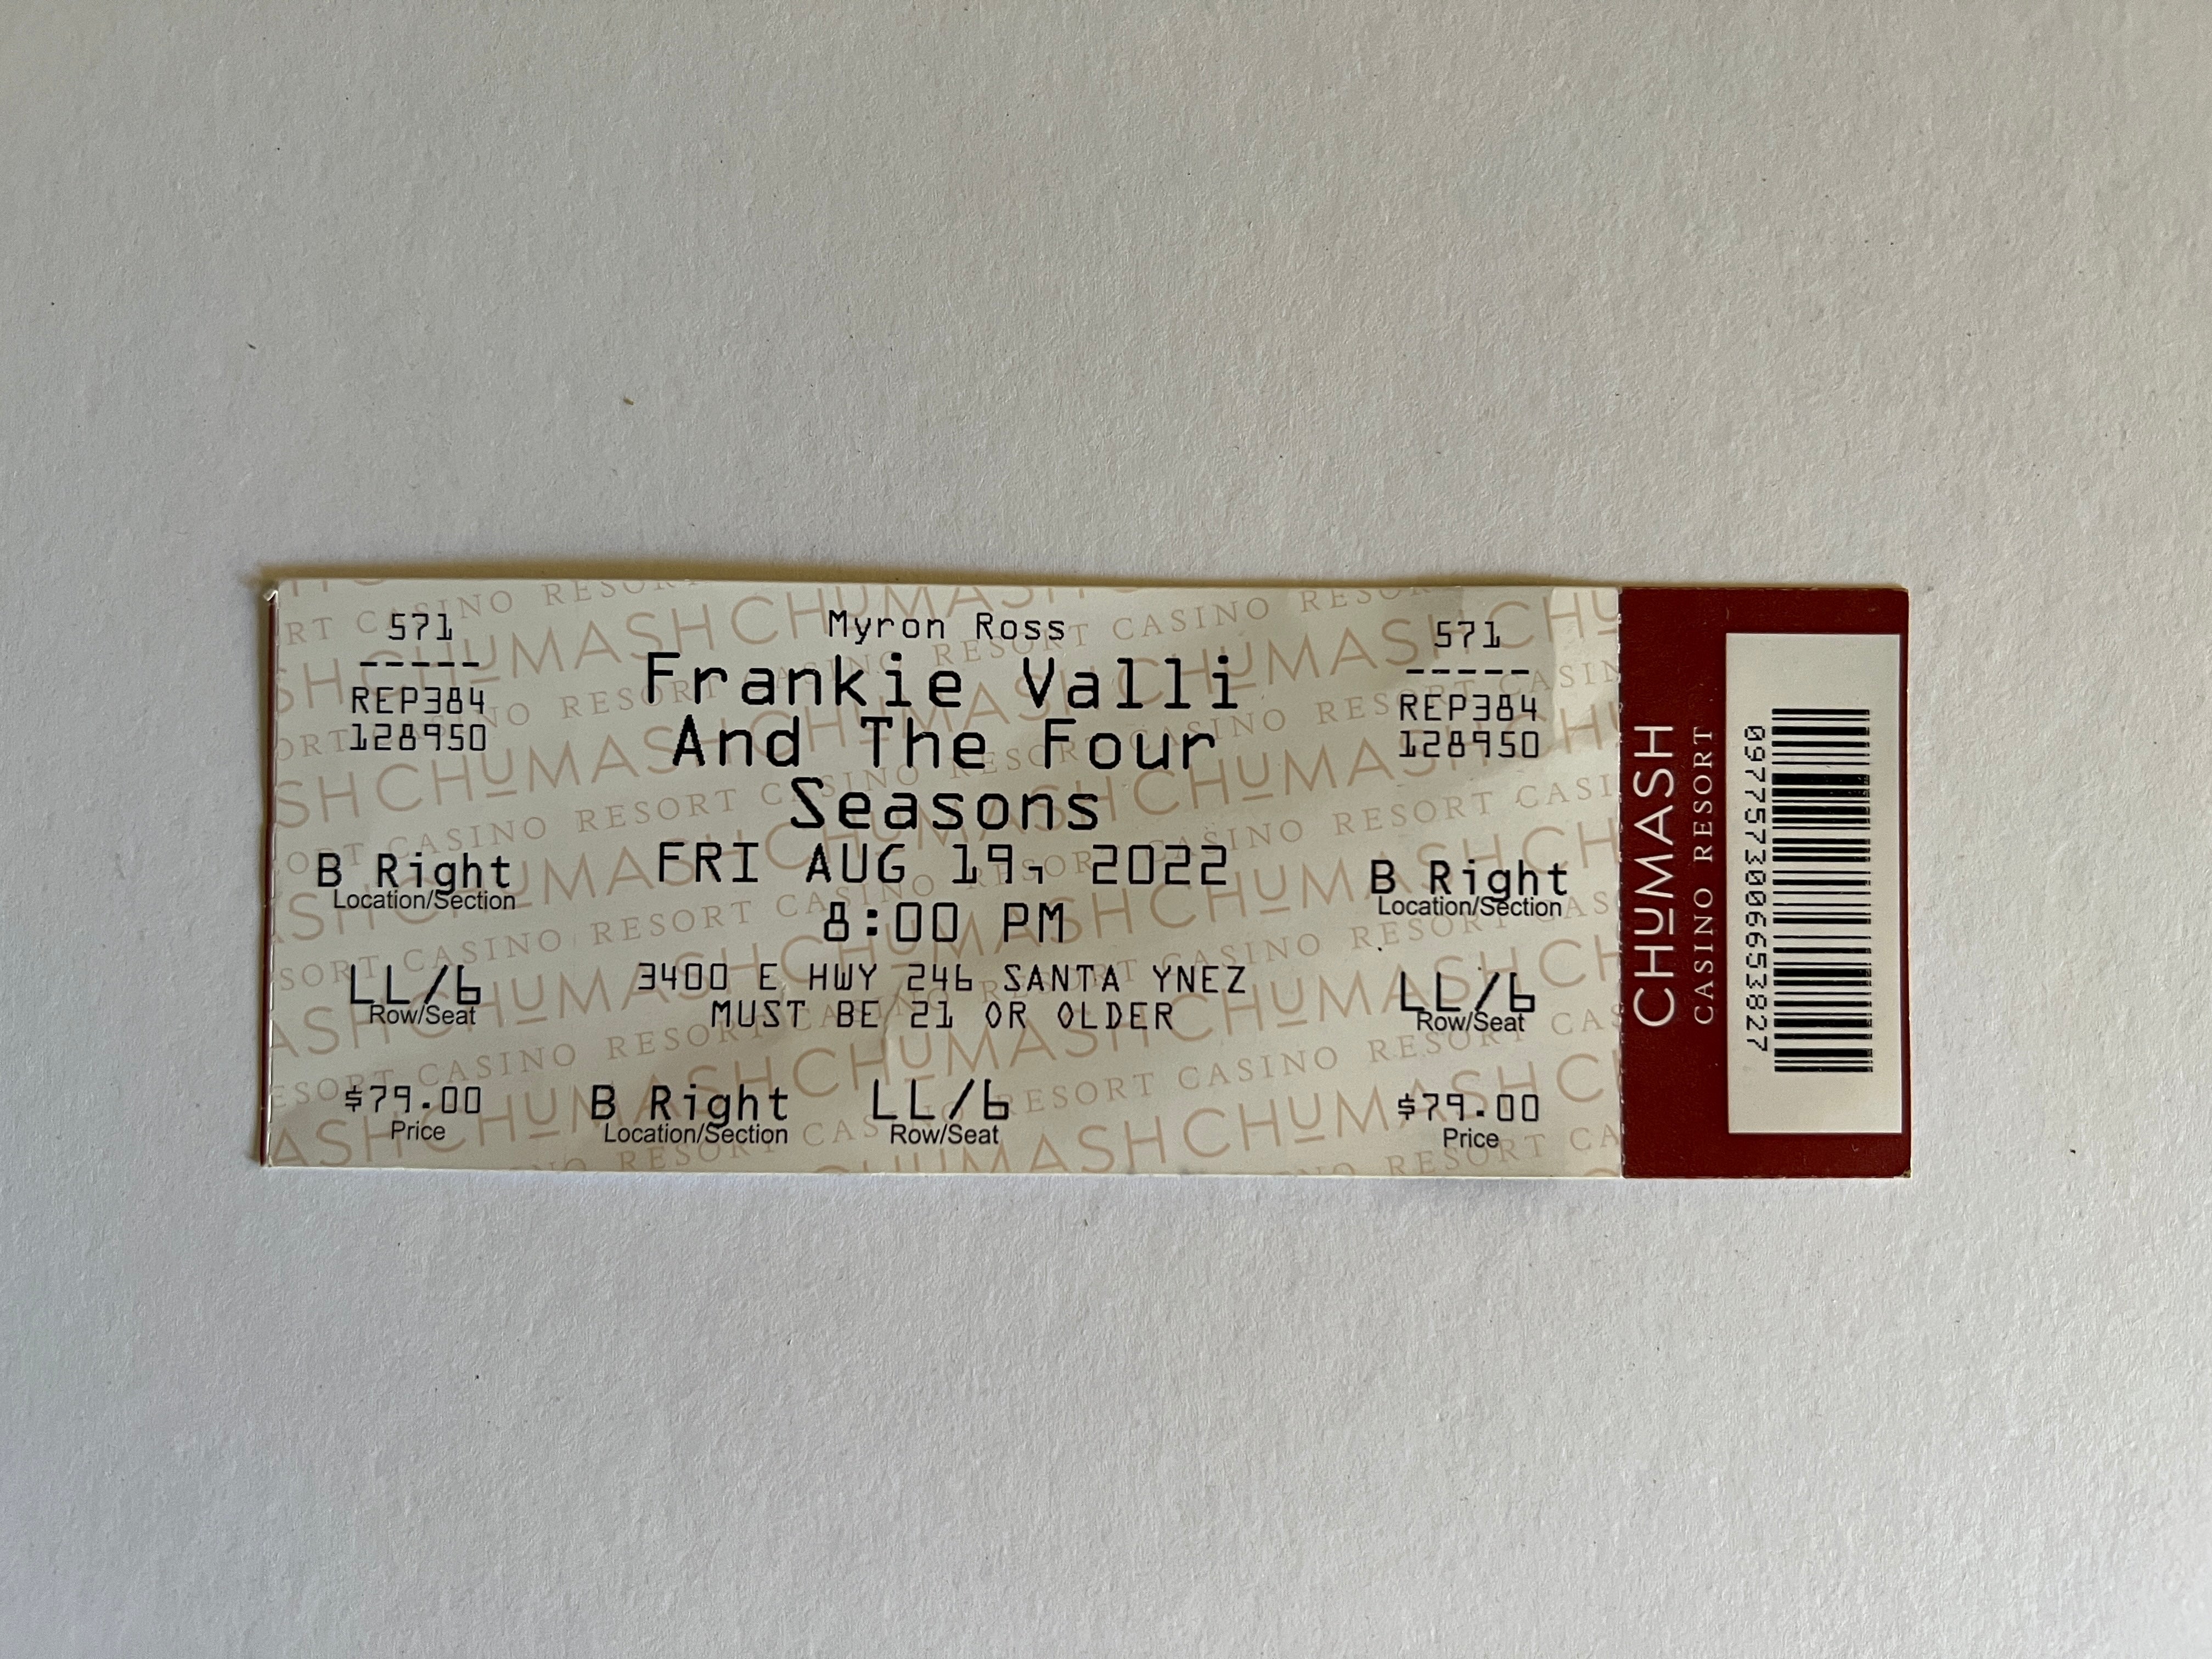 571
-----
REP384
128950
B Right
Location/Section
LL/6
Row/Seat
$79.00
Price
Myron Ross
Frankie Valli
And The Four
Seasons
FRI AUG 19, 2022
8:00 PM
3400 E HWY 246 SANTA YNEZ
MUST BE 21 OR OLDER
B Right LL/6
Location/Section Row/Seat
571
-----
REP384
128950
B Right
Location/Section
LL/6
Row/Seat
$79.00
Price
CHUMASH
CASINO RESORT
09777573006653827